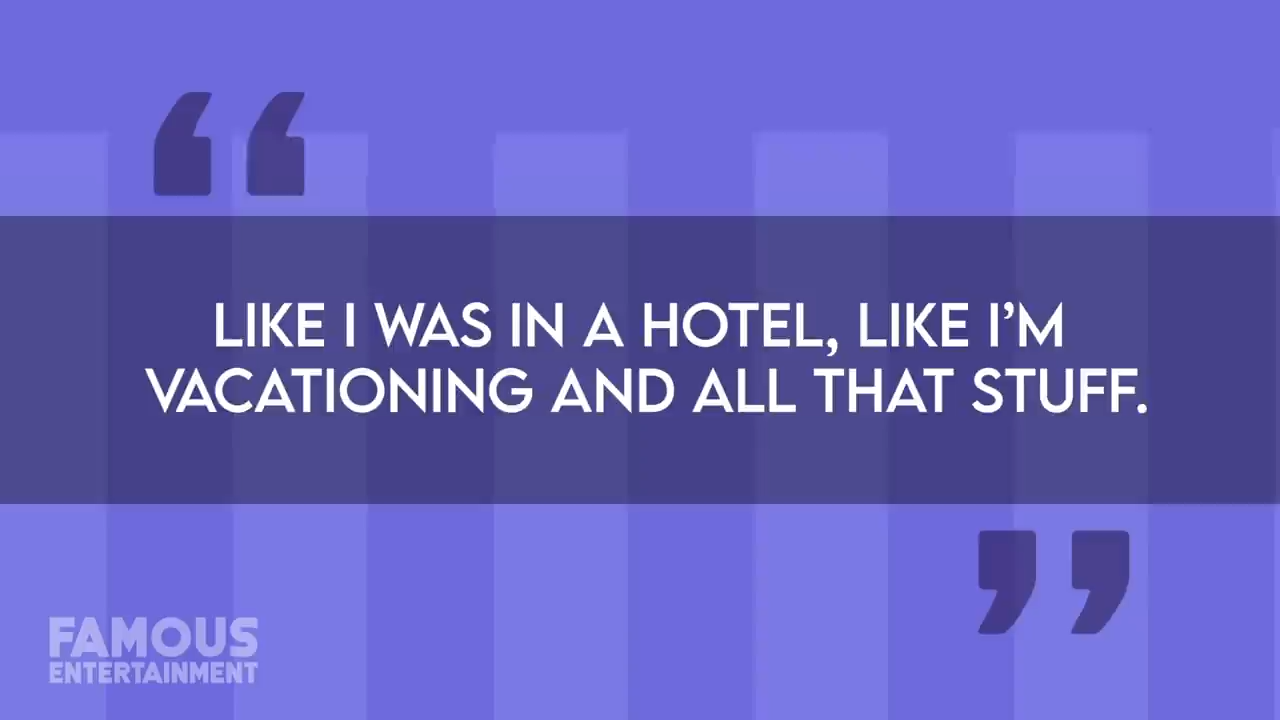 “
LIKE I WAS IN A HOTEL, LIKE I’M
VACATIONING AND ALL THAT STUFF.
”
FAMOUS
ENTERTAINMENT